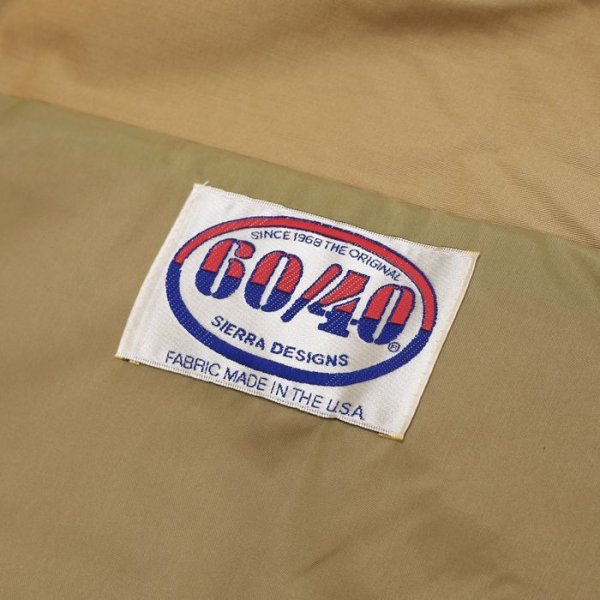 SINCE 1968 THE ORIGINAL
60/40®
SIERRA DESIGNS
FABRIC MADE IN THE U.S.A.